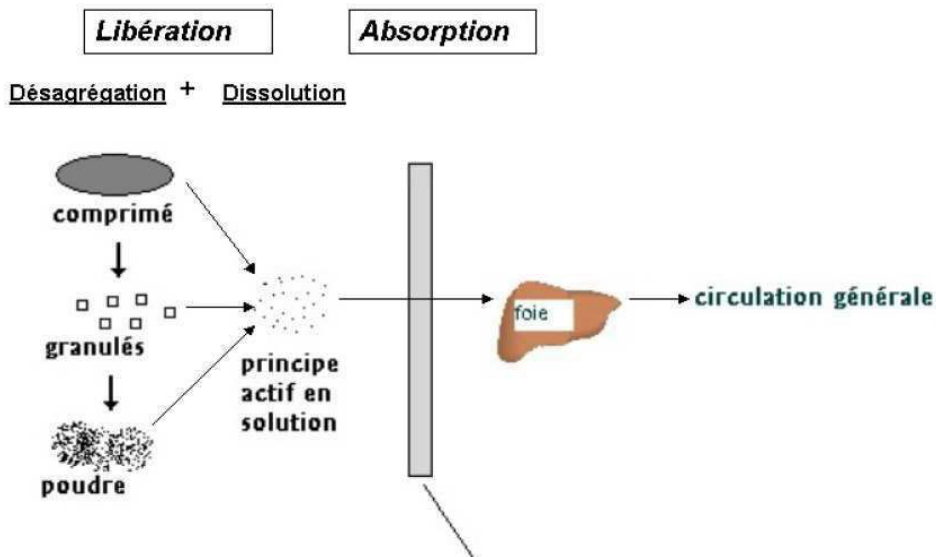 Libération
Absorption
Désagrégation + Dissolution
comprimé
granulés
poudre
principe
actif en
solution
foie
circulation générale